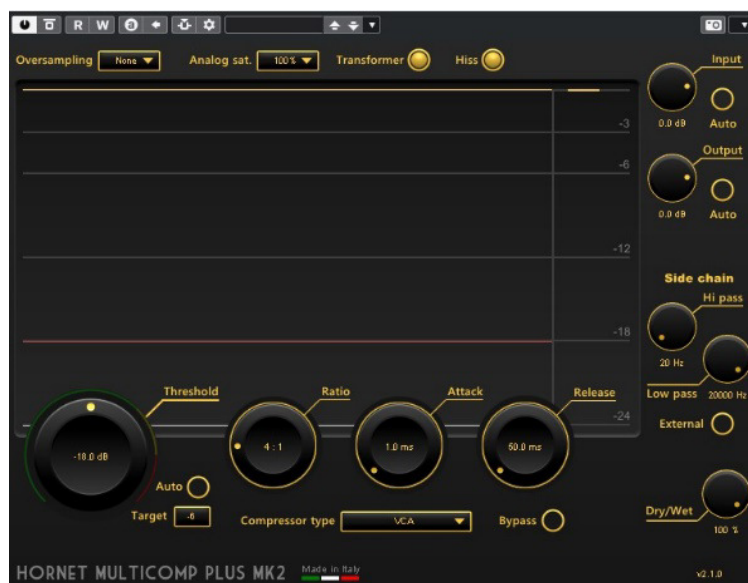 R W
Oversampling None Analog sat. 100% Transformer Hiss Input
0.0 dB Auto
Output
0.0 dB Auto
-3
-6
-12
-18
-24
Side chain
Hi pass
20 Hz
Low pass 20000 Hz
External
Threshold Ratio Attack Release
-18.0 dB 4 : 1 1.0 ms 50.0 ms
Auto
Target -6 Compressor type VCA Bypass
Dry/Wet
100 %
HORNET MULTICOMP PLUS MK2 Made in Italy v2.1.0